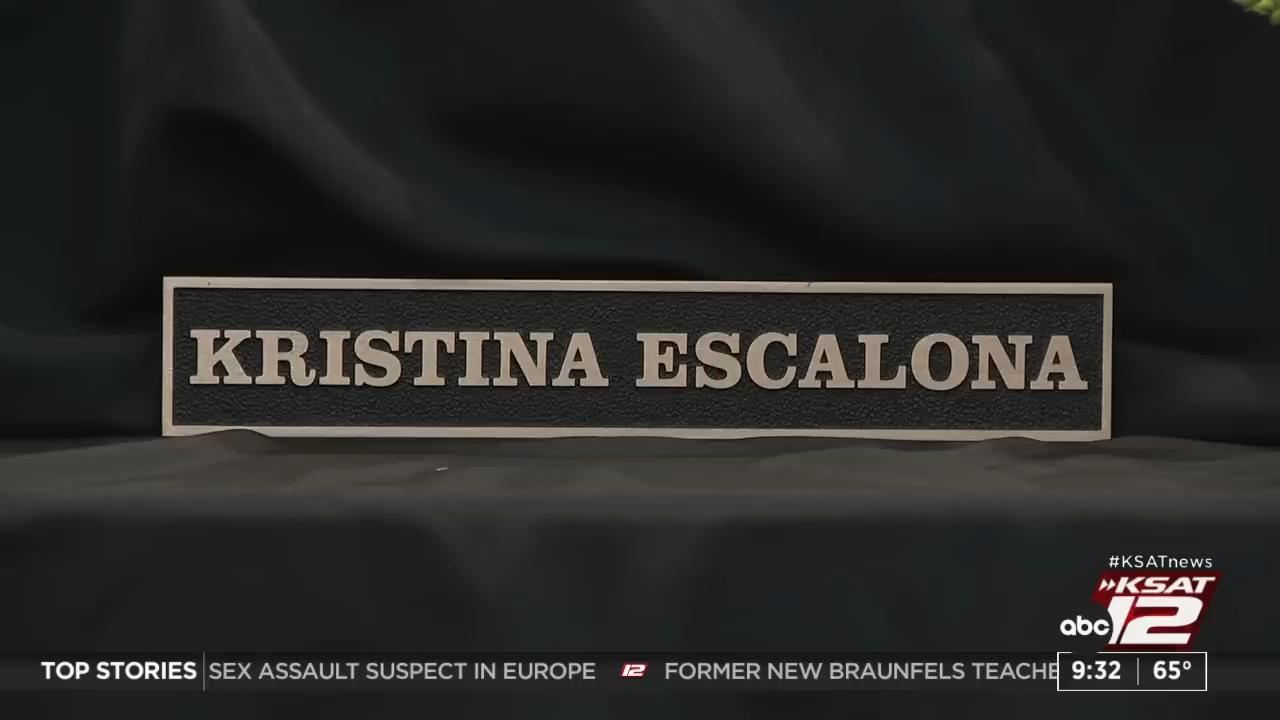 KRISTINA ESCALONA
#KSATnews
KSAT
abc 12
TOP STORIES SEX ASSAULT SUSPECT IN EUROPE 12 FORMER NEW BRAUNFELS TEACHE 9:32 65°